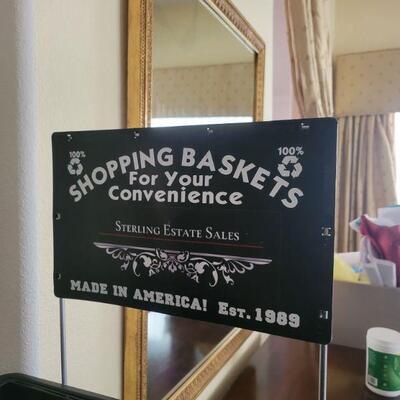 100% 100%
SHOPPING BASKETS
For Your
Convenience
STERLING ESTATE SALES
MADE IN AMERICA! EST. 1989